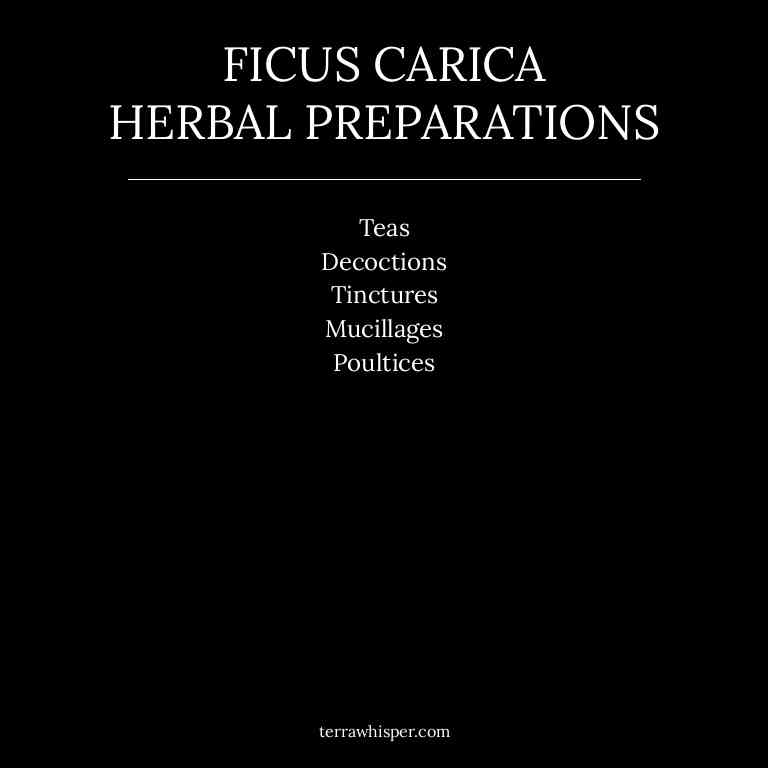 FICUS CARICA
HERBAL PREPARATIONS
Teas
Decoctions
Tinctures
Mucillages
Poultices
terrawhisper.com